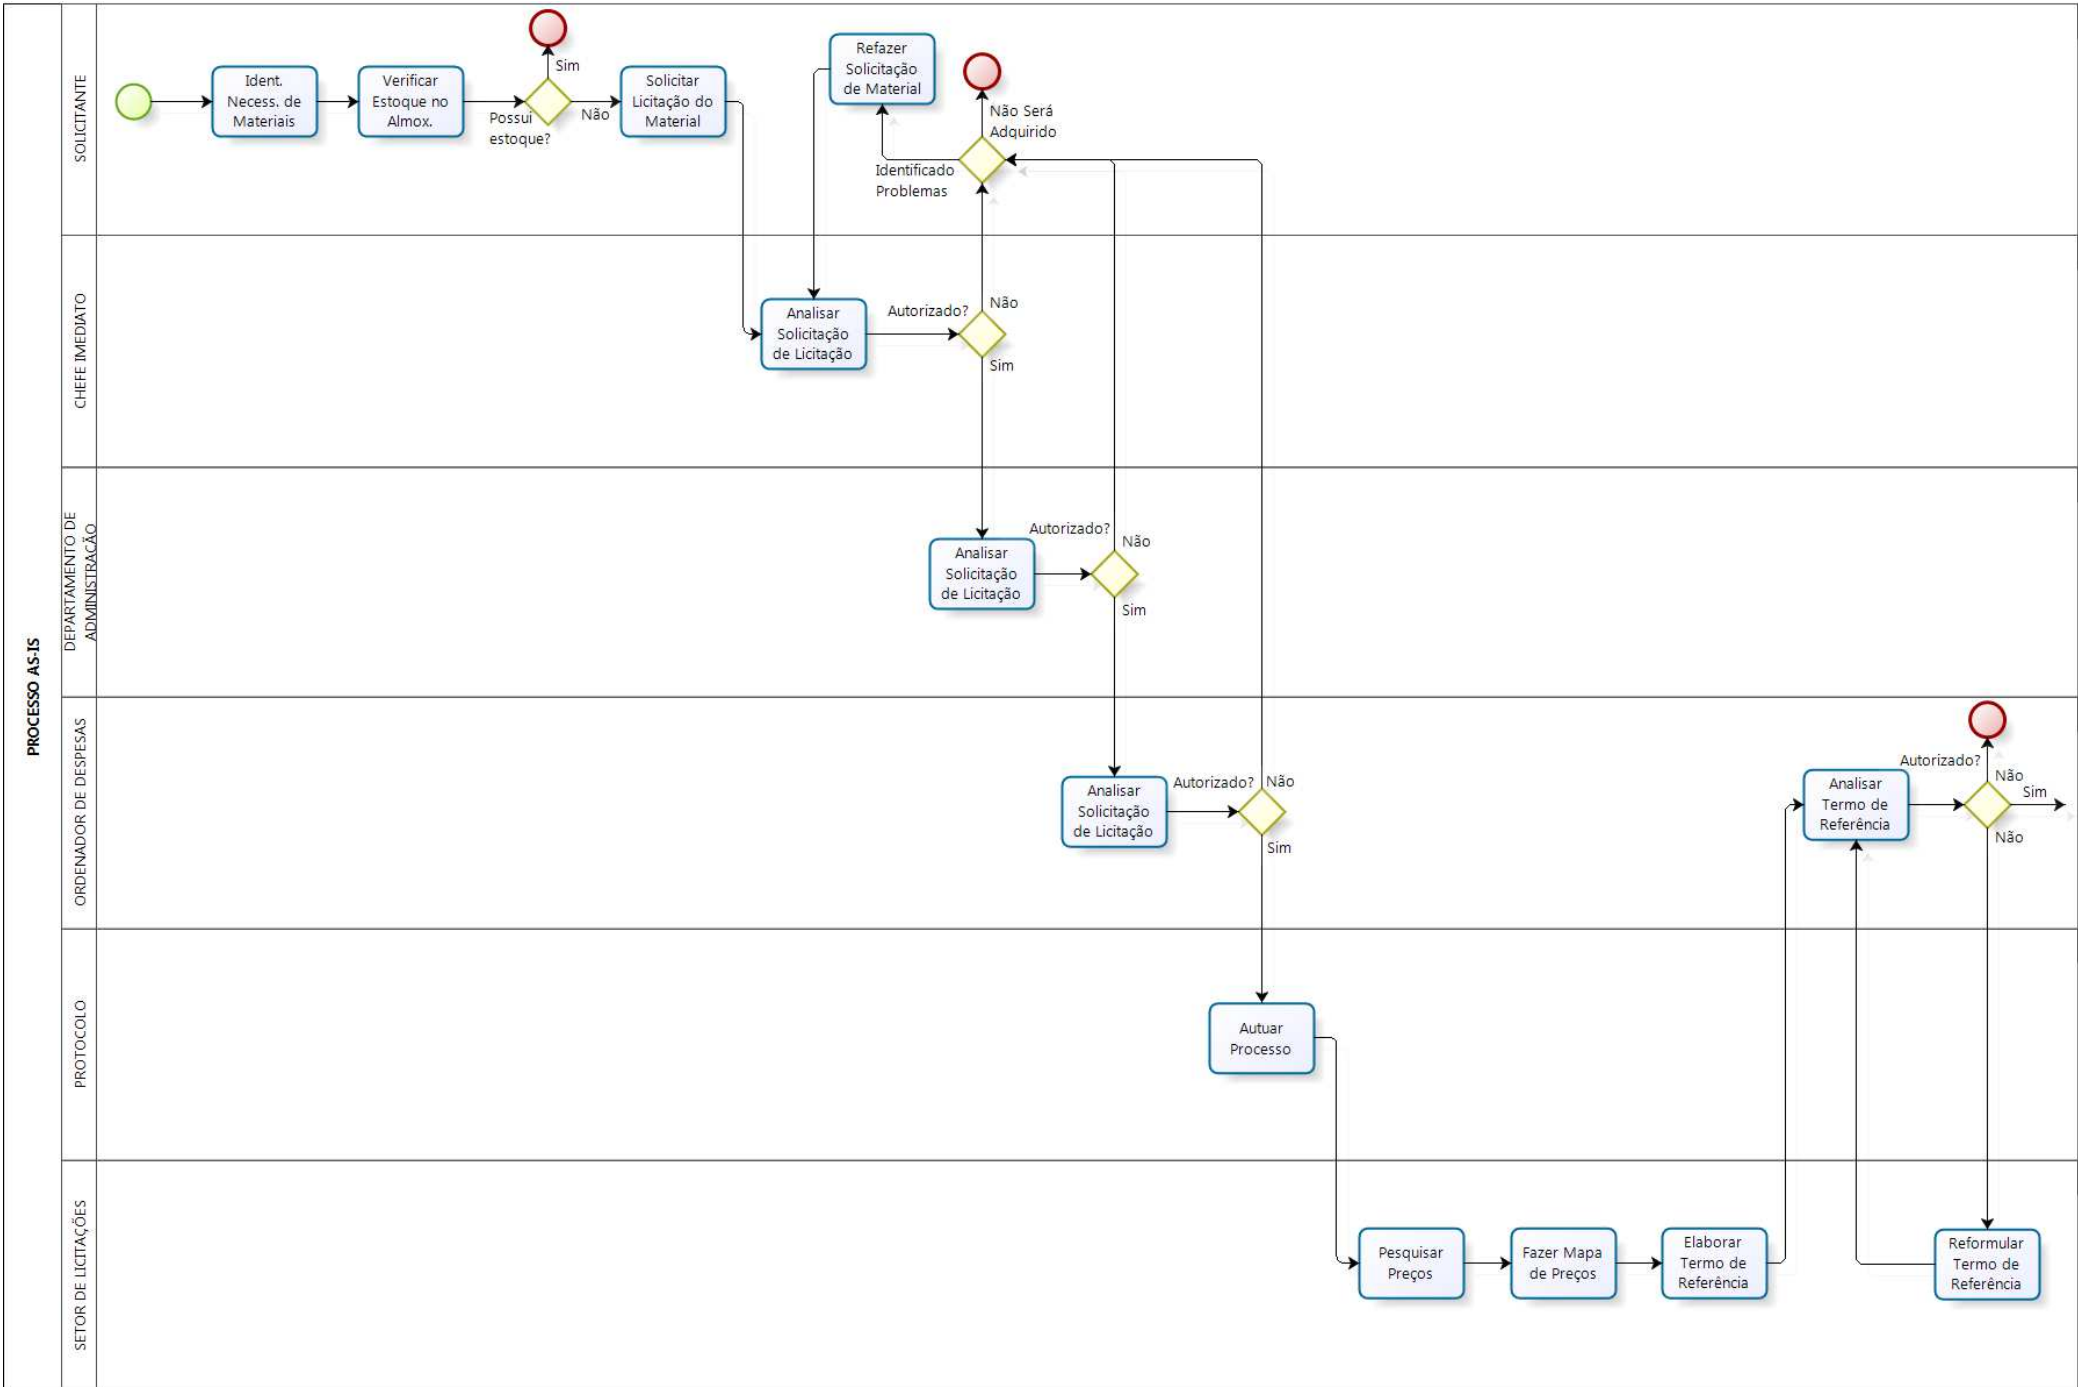 PROCESSO AS-IS
SOLICITANTE
Ident.
Necess. de
Materiais
Verificar
Estoque no
Almox.
Sim
Possui
estoque?
Não
Solicitar
Licitação do
Material
Refazer
Solicitação
de Material
Não Será
Adquirido
Identificado
Problemas
CHEFE IMEDIATO
Analisar
Solicitação
de Licitação
Autorizado?
Não
Sim
DEPARTAMENTO DE
ADMINISTRAÇÃO
Analisar
Solicitação
de Licitação
Autorizado?
Não
Sim
ORDENADOR DE DESPESAS
Analisar
Solicitação
de Licitação
Autorizado?
Não
Sim
Analisar
Termo de
Referência
Autorizado?
Não
Sim
Não
PROTOCOLO
Autuar
Processo
SETOR DE LICITAÇÕES
Pesquisar
Preços
Fazer Mapa
de Preços
Elaborar
Termo de
Referência
Reformular
Termo de
Referência